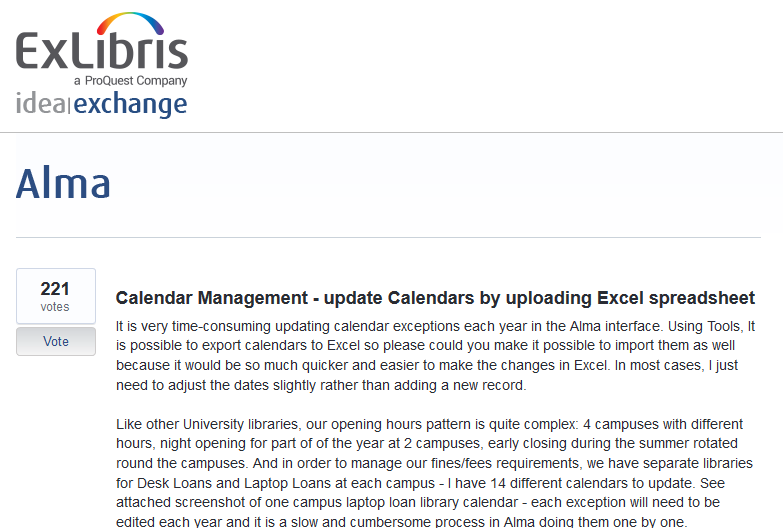 ExLibris
a ProQuest Company
idea|exchange
Alma
221
votes
Vote
Calendar Management - update Calendars by uploading Excel spreadsheet
It is very time-consuming updating calendar exceptions each year in the Alma interface. Using Tools, It
is possible to export calendars to Excel so please could you make it possible to import them as well
because it would be so much quicker and easier to make the changes in Excel. In most cases, I just
need to adjust the dates slightly rather than adding a new record.
Like other University libraries, our opening hours pattern is quite complex: 4 campuses with different
hours, night opening for part of of the year at 2 campuses, early closing during the summer rotated
round the campuses. And in order to manage our fines/fees requirements, we have separate libraries
for Desk Loans and Laptop Loans at each campus - I have 14 different calendars to update. See
attached screenshot of one campus laptop loan library calendar - each exception will need to be
edited each year and it is a slow and cumbersome process in Alma doing them one by one.